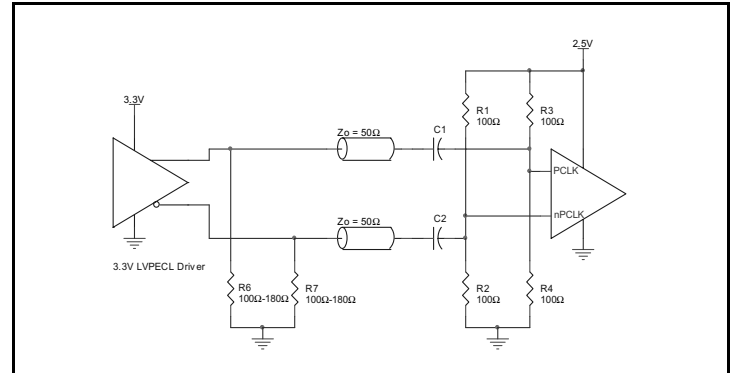 2.5V
3.3V
R1
100Ω
R3
100Ω
Zo = 50Ω
C1
PCLK
nPCLK
Zo = 50Ω
C2
3.3V LVPECL Driver
R6
100Ω-180Ω
R7
100Ω-180Ω
R2
100Ω
R4
100Ω